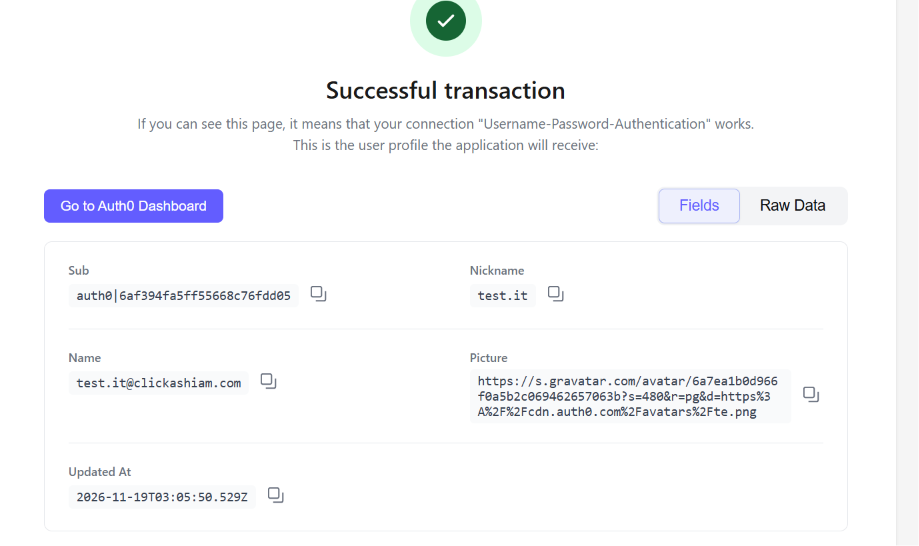 Successful transaction
If you can see this page, it means that your connection "Username-Password-Authentication" works.
This is the user profile the application will receive:
Go to Auth0 Dashboard
Fields
Raw Data
Sub
auth0|6af394fa5ff55668c76fdd05
Nickname
test.it
Name
test.it@clickashiam.com
Picture
https://s.gravatar.com/avatar/6a7ea1b0d966
f0a5b2c069462657063b?s=480&r=pg&d=https%3
A%2F%2Fcdn.auth0.com%2Favatars%2Fte.png
Updated At
2026-11-19T03:05:50.529Z